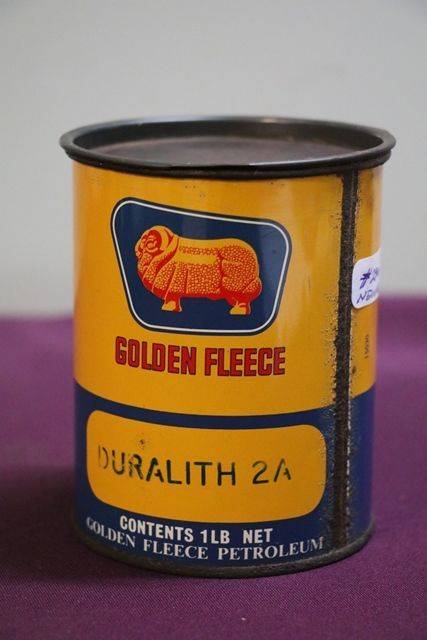 GOLDEN FLEECE
DURALITH 2A
CONTENTS 1LB NET
GOLDEN FLEECE PETROLEUM